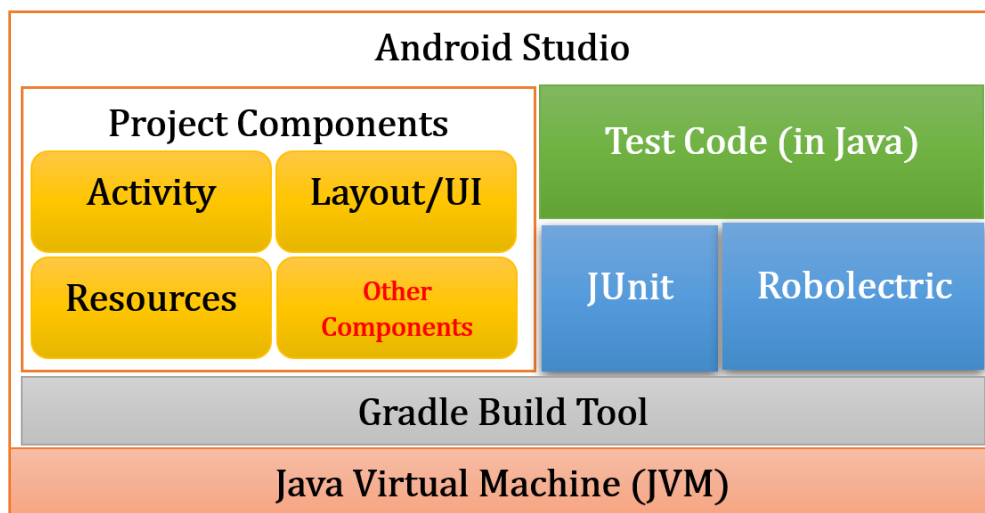 Android Studio
Project Components
Activity
Layout/UI
Resources
Other
Components
Test Code (in Java)
JUnit
Robolectric
Gradle Build Tool
Java Virtual Machine (JVM)